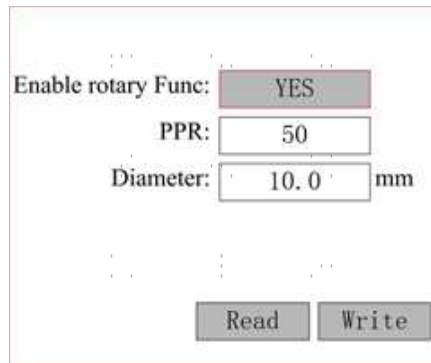 Enable rotary Func: YES
PPR: 50
Diameter: 10.0 mm
Read Write